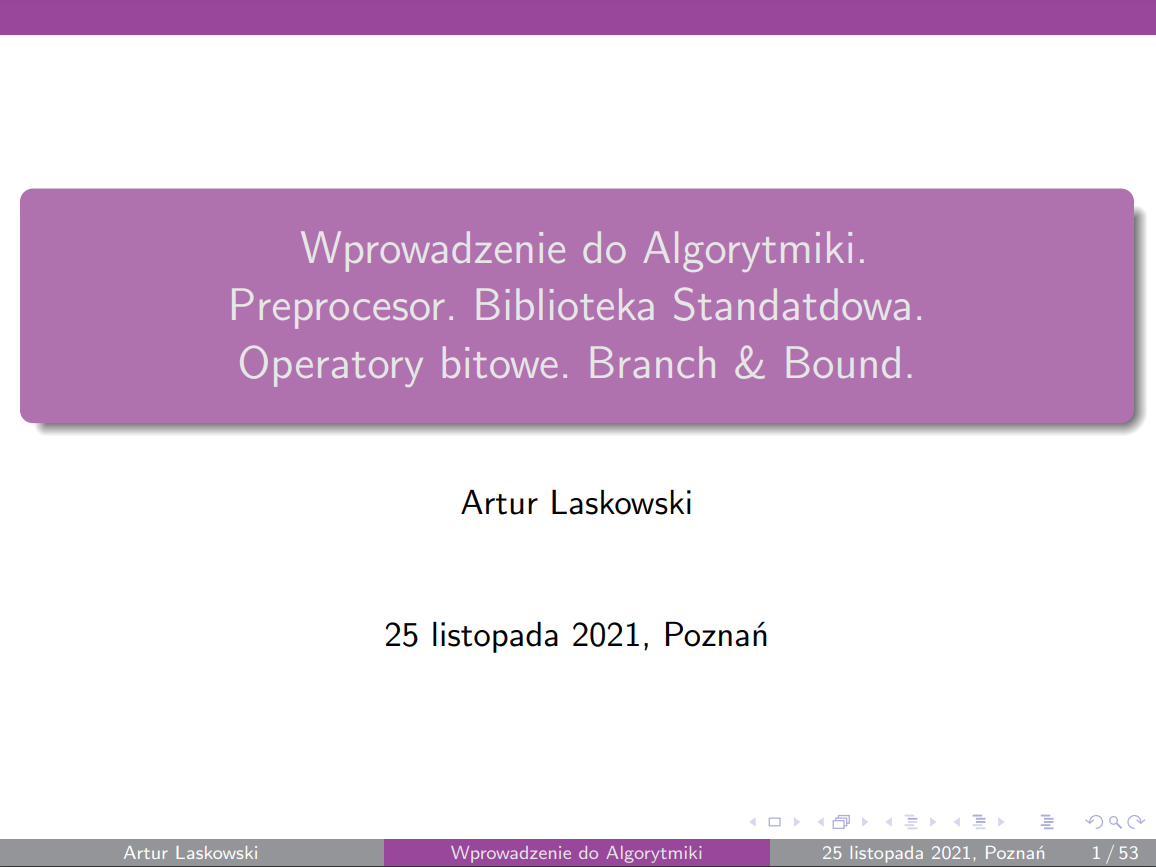 Wprowadzenie do Algorytmiki.
Preprocesor. Biblioteka Standatdowa.
Operatory bitowe. Branch & Bound.
Artur Laskowski
25 listopada 2021, Poznań
Artur Laskowski
Wprowadzenie do Algorytmiki
25 listopada 2021, Poznań
1 / 53